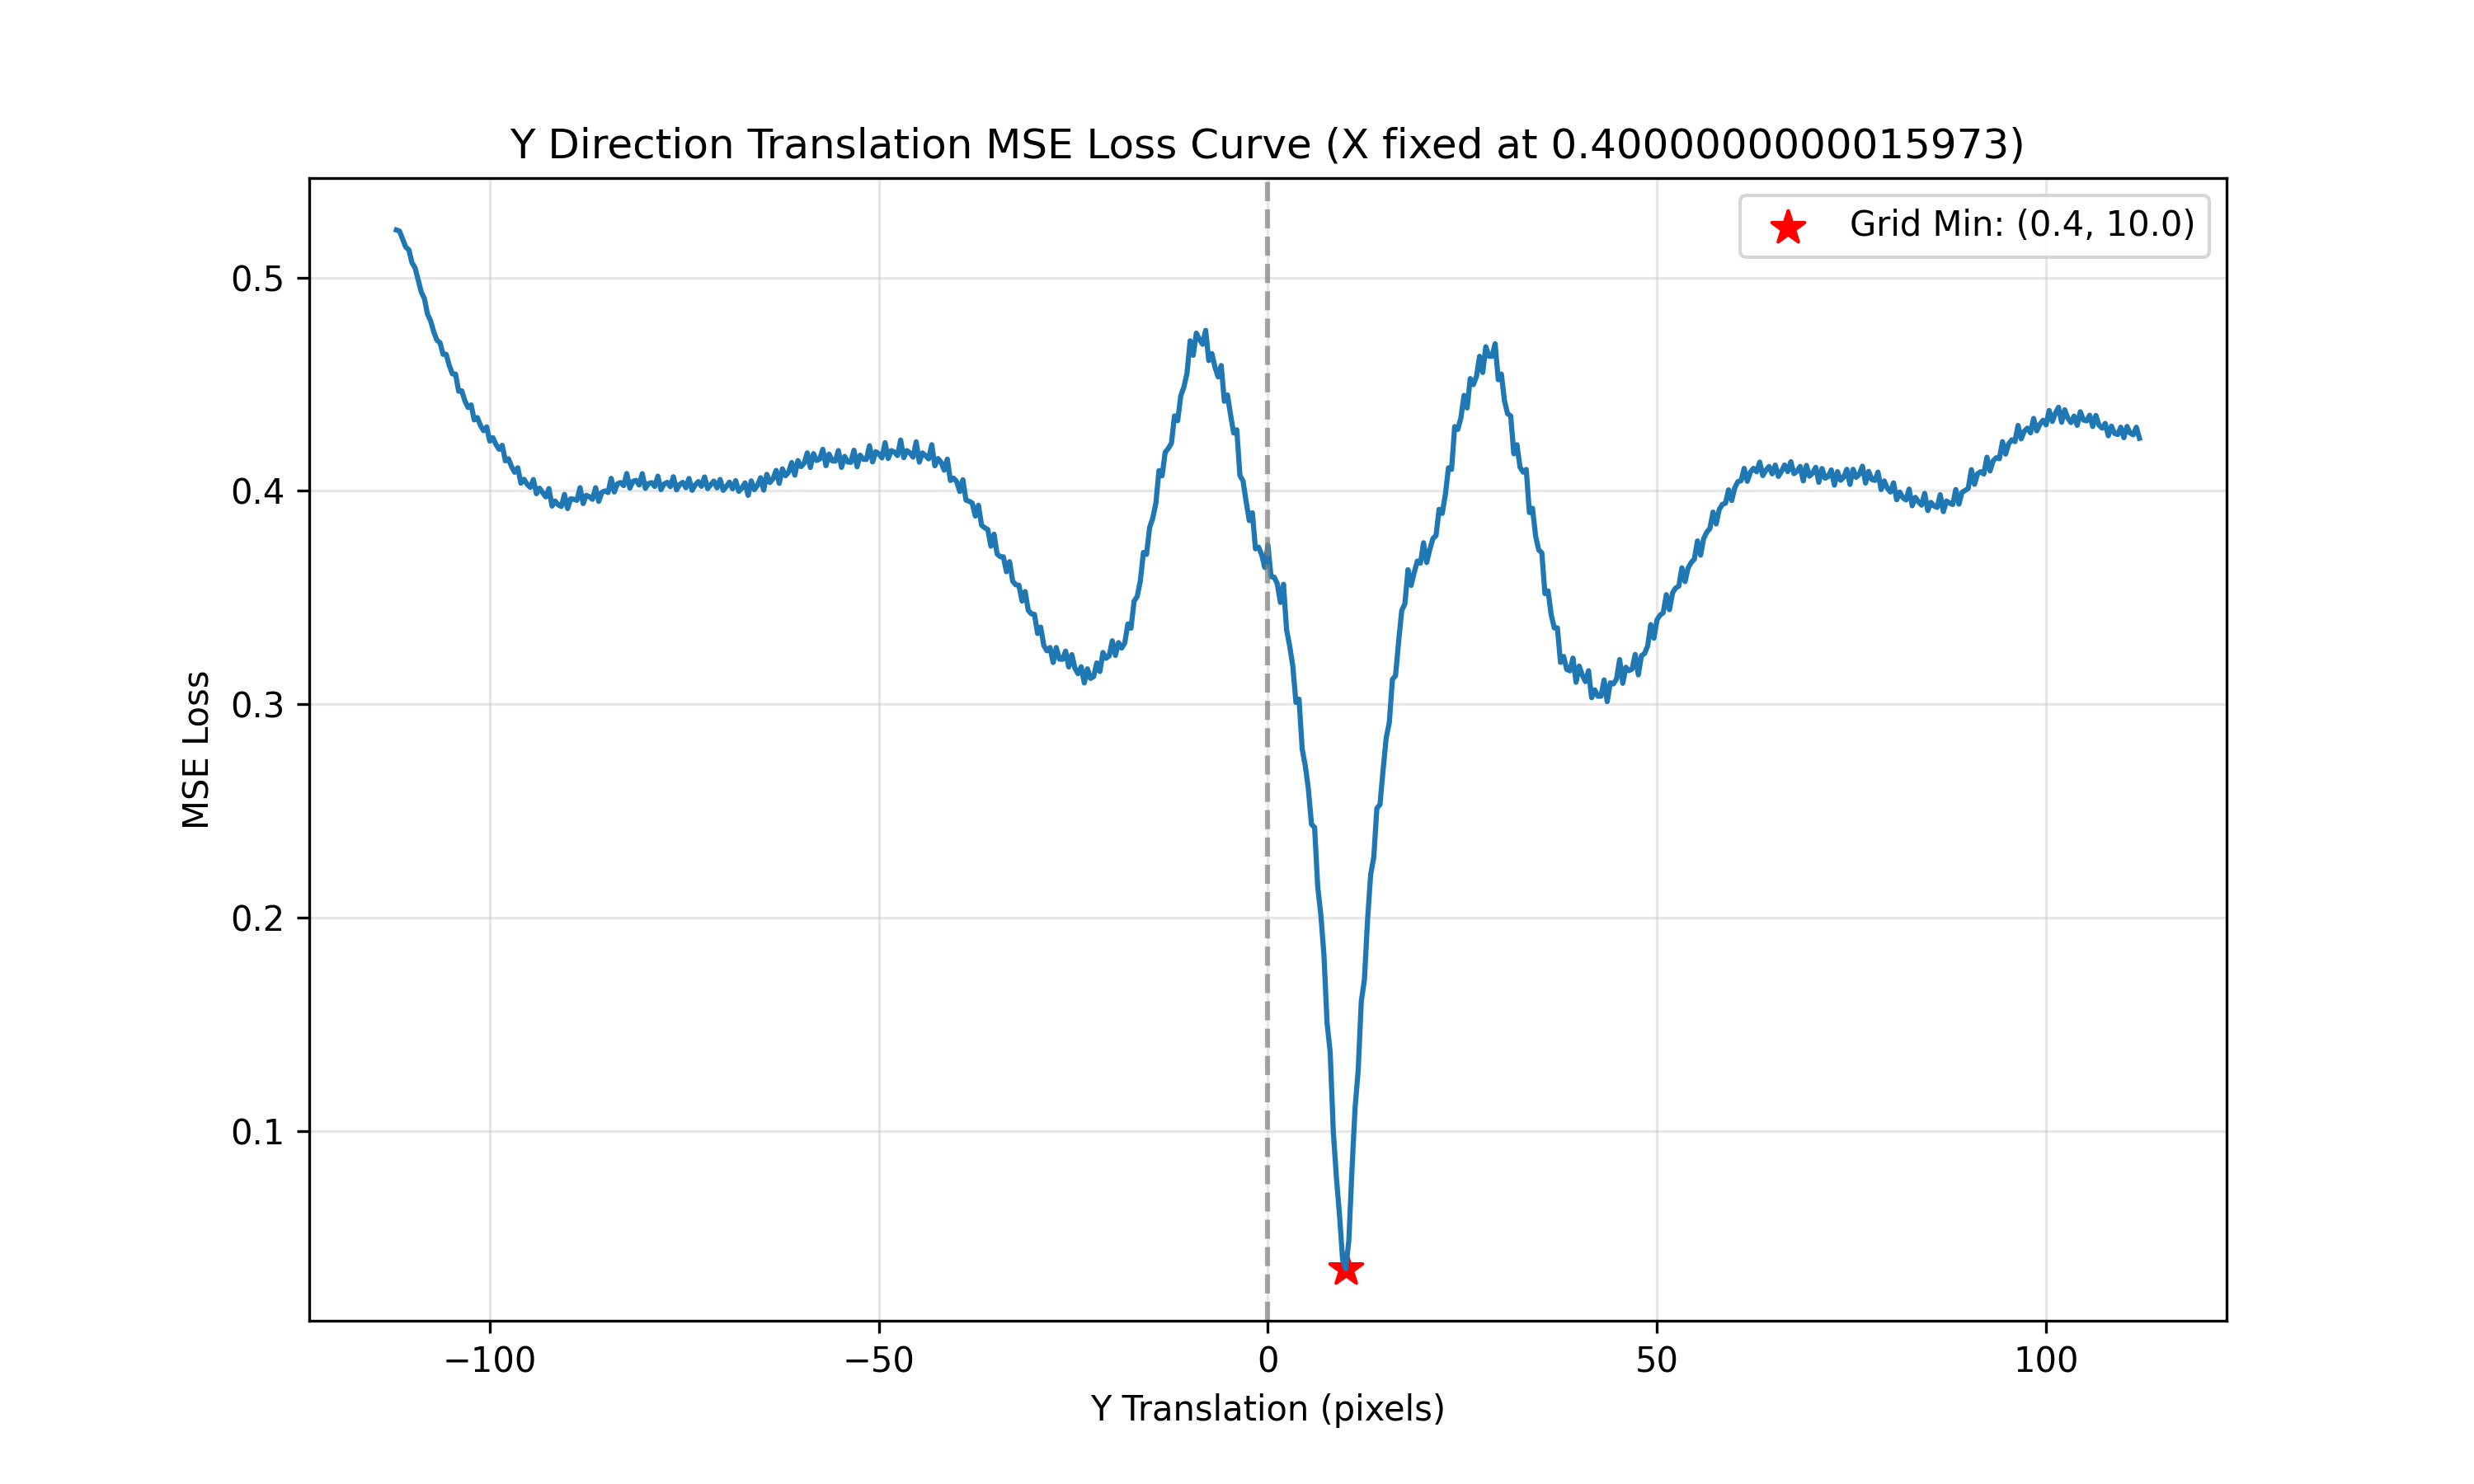 Y Direction Translation MSE Loss Curve (X fixed at 0.4000000000015973)
Grid Min: (0.4, 10.0)
MSE Loss
0.5
0.4
0.3
0.2
0.1
−100
−50
0
50
100
Y Translation (pixels)